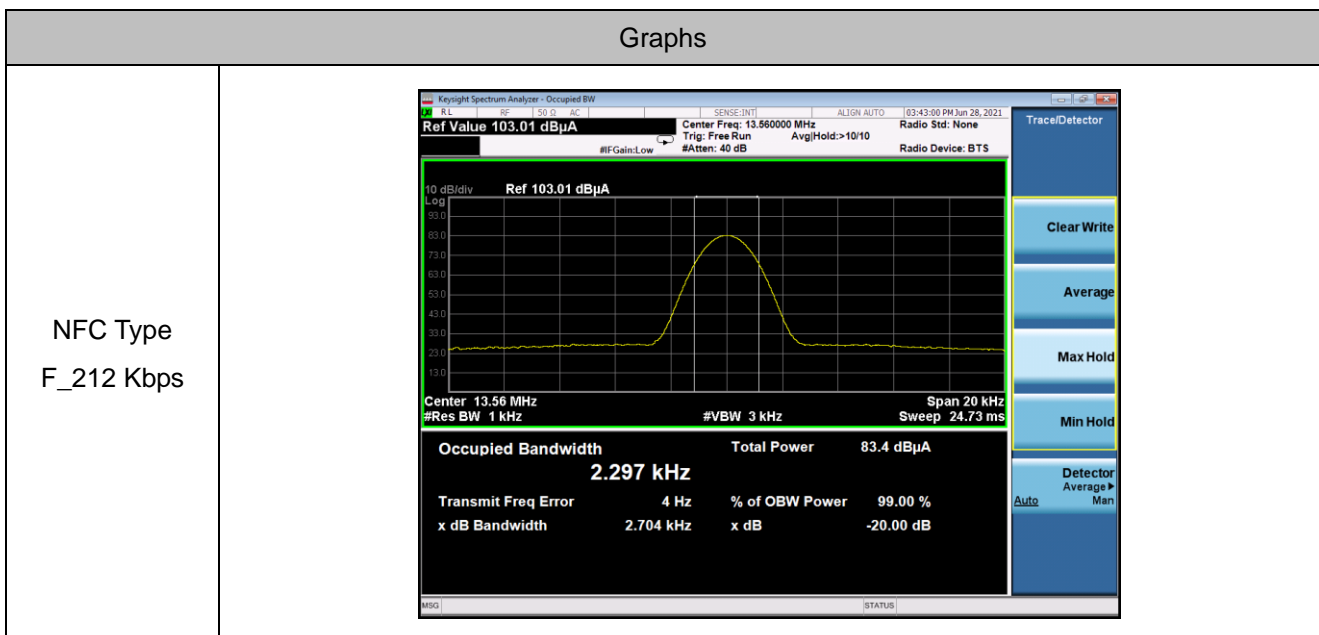 Graphs
NFC Type
F_212 Kbps
Keysight Spectrum Analyzer - Occupied BW
RL RF 50 Ω AC SENSE:INT ALIGN AUTO 03:43:00 PM Jun 28, 2021
Ref Value 103.01 dBµA
Center Freq: 13.560000 MHz
Radio Std: None
Trig: Free Run Avg|Hold:>10/10
#IFGain:Low
#Atten: 40 dB
Radio Device: BTS
10 dB/div Ref 103.01 dBµA
Log
93.0
83.0
73.0
63.0
53.0
43.0
33.0
23.0
13.0
Center 13.56 MHz Span 20 kHz
#Res BW 1 kHz #VBW 3 kHz Sweep 24.73 ms
Occupied Bandwidth Total Power 83.4 dBµA
2.297 kHz
Transmit Freq Error 4 Hz % of OBW Power 99.00 %
x dB Bandwidth 2.704 kHz x dB -20.00 dB
MSG STATUS
Trace/Detector
Clear Write
Average
Max Hold
Min Hold
Detector
Average▶
Auto Man